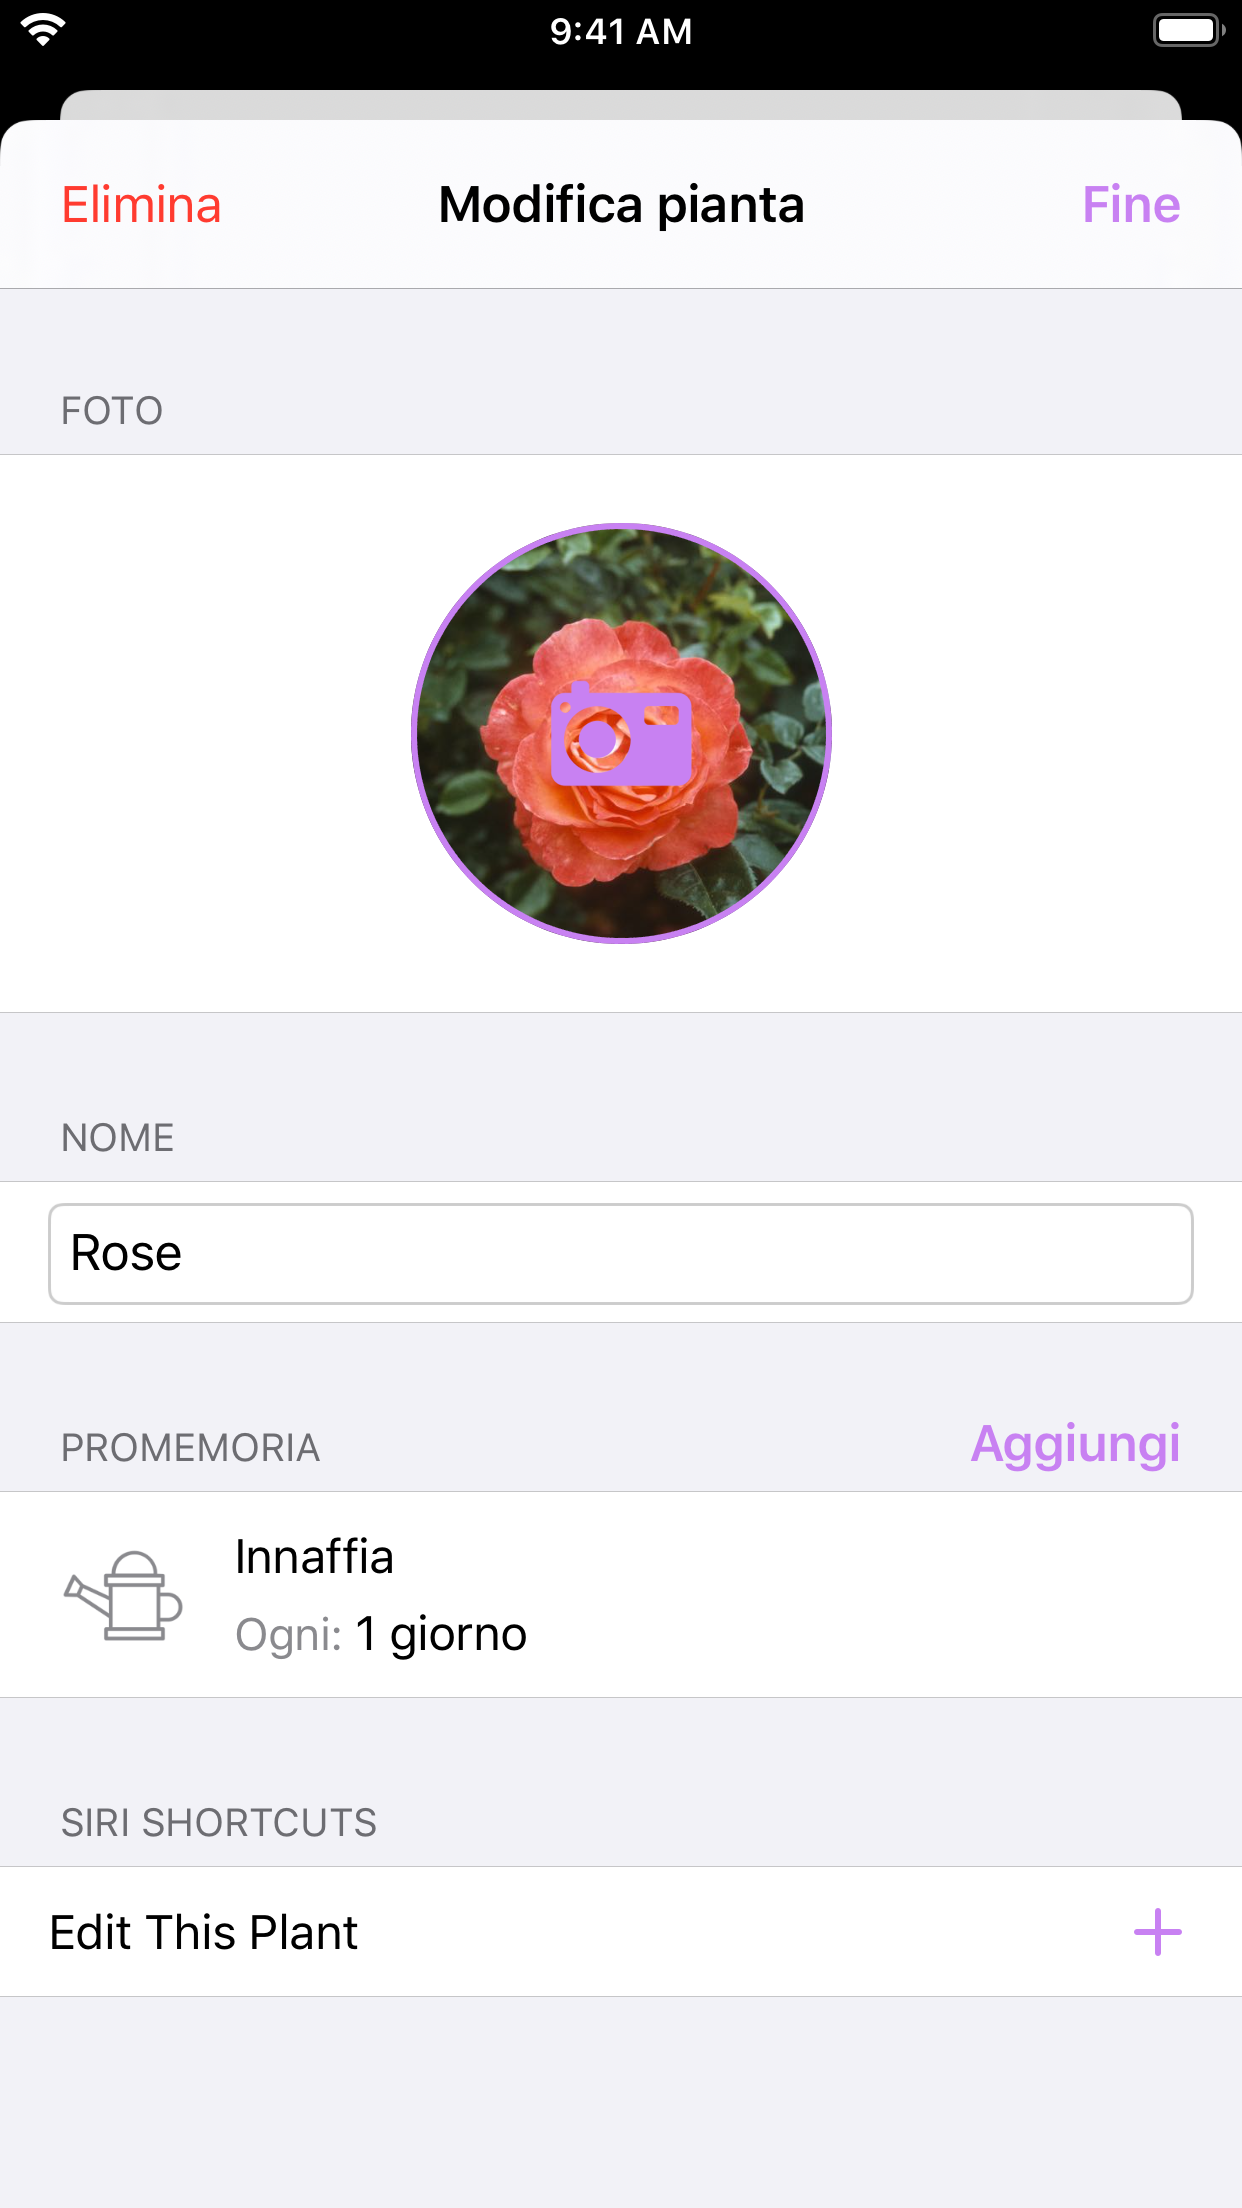 9:41 AM
Elimina
Modifica pianta
Fine
FOTO
NOME
Rose
PROMEMORIA
Aggiungi
Innaffia
Ogni: 1 giorno
SIRI SHORTCUTS
Edit This Plant